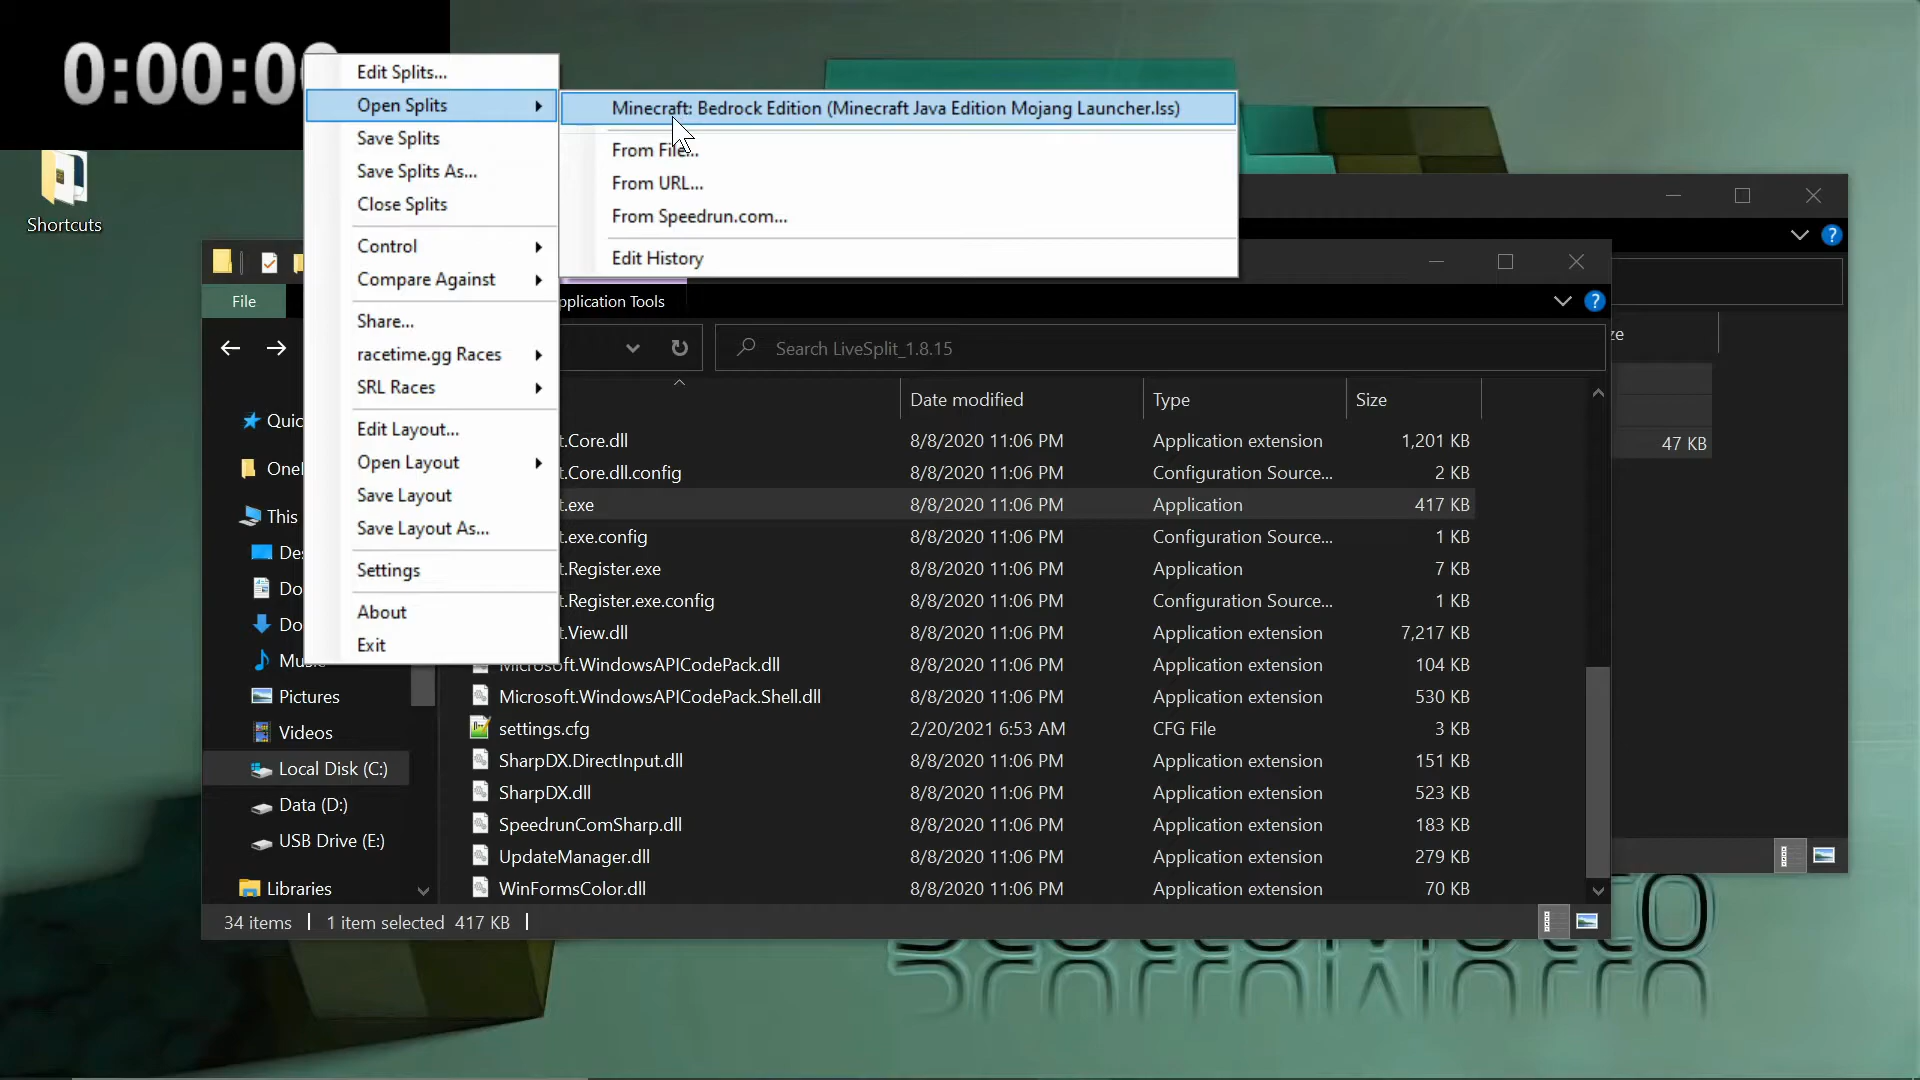 0:00:0
Edit Splits...
Open Splits
Save Splits
Save Splits As...
Close Splits
Control
Compare Against
Share...
racetime.gg Races
SRL Races
Edit Layout...
Open Layout
Save Layout
Save Layout As...
Settings
About
Exit
Minecraft: Bedrock Edition (Minecraft Java Edition Mojang Launcher.lss)
From File...
From URL...
From Speedrun.com...
Edit History
Shortcuts
File
pplication Tools
Search LiveSplit_1.8.15
ze
47 KB
Quic
Onel
This
Des
Do
Do
Music
Pictures
Videos
Local Disk (C:)
Data (D:)
USB Drive (E:)
Libraries
Date modified Type Size
t.Core.dll 8/8/2020 11:06 PM Application extension 1,201 KB
t.Core.dll.config 8/8/2020 11:06 PM Configuration Source... 2 KB
t.exe 8/8/2020 11:06 PM Application 417 KB
t.exe.config 8/8/2020 11:06 PM Configuration Source... 1 KB
t.Register.exe 8/8/2020 11:06 PM Application 7 KB
t.Register.exe.config 8/8/2020 11:06 PM Configuration Source... 1 KB
t.View.dll 8/8/2020 11:06 PM Application extension 7,217 KB
Microsoft.WindowsAPICodePack.dll 8/8/2020 11:06 PM Application extension 104 KB
Microsoft.WindowsAPICodePack.Shell.dll 8/8/2020 11:06 PM Application extension 530 KB
settings.cfg 2/20/2021 6:53 AM CFG File 3 KB
SharpDX.DirectInput.dll 8/8/2020 11:06 PM Application extension 151 KB
SharpDX.dll 8/8/2020 11:06 PM Application extension 523 KB
SpeedrunComSharp.dll 8/8/2020 11:06 PM Application extension 183 KB
UpdateManager.dll 8/8/2020 11:06 PM Application extension 279 KB
WinFormsColor.dll 8/8/2020 11:06 PM Application extension 70 KB
34 items 1 item selected 417 KB